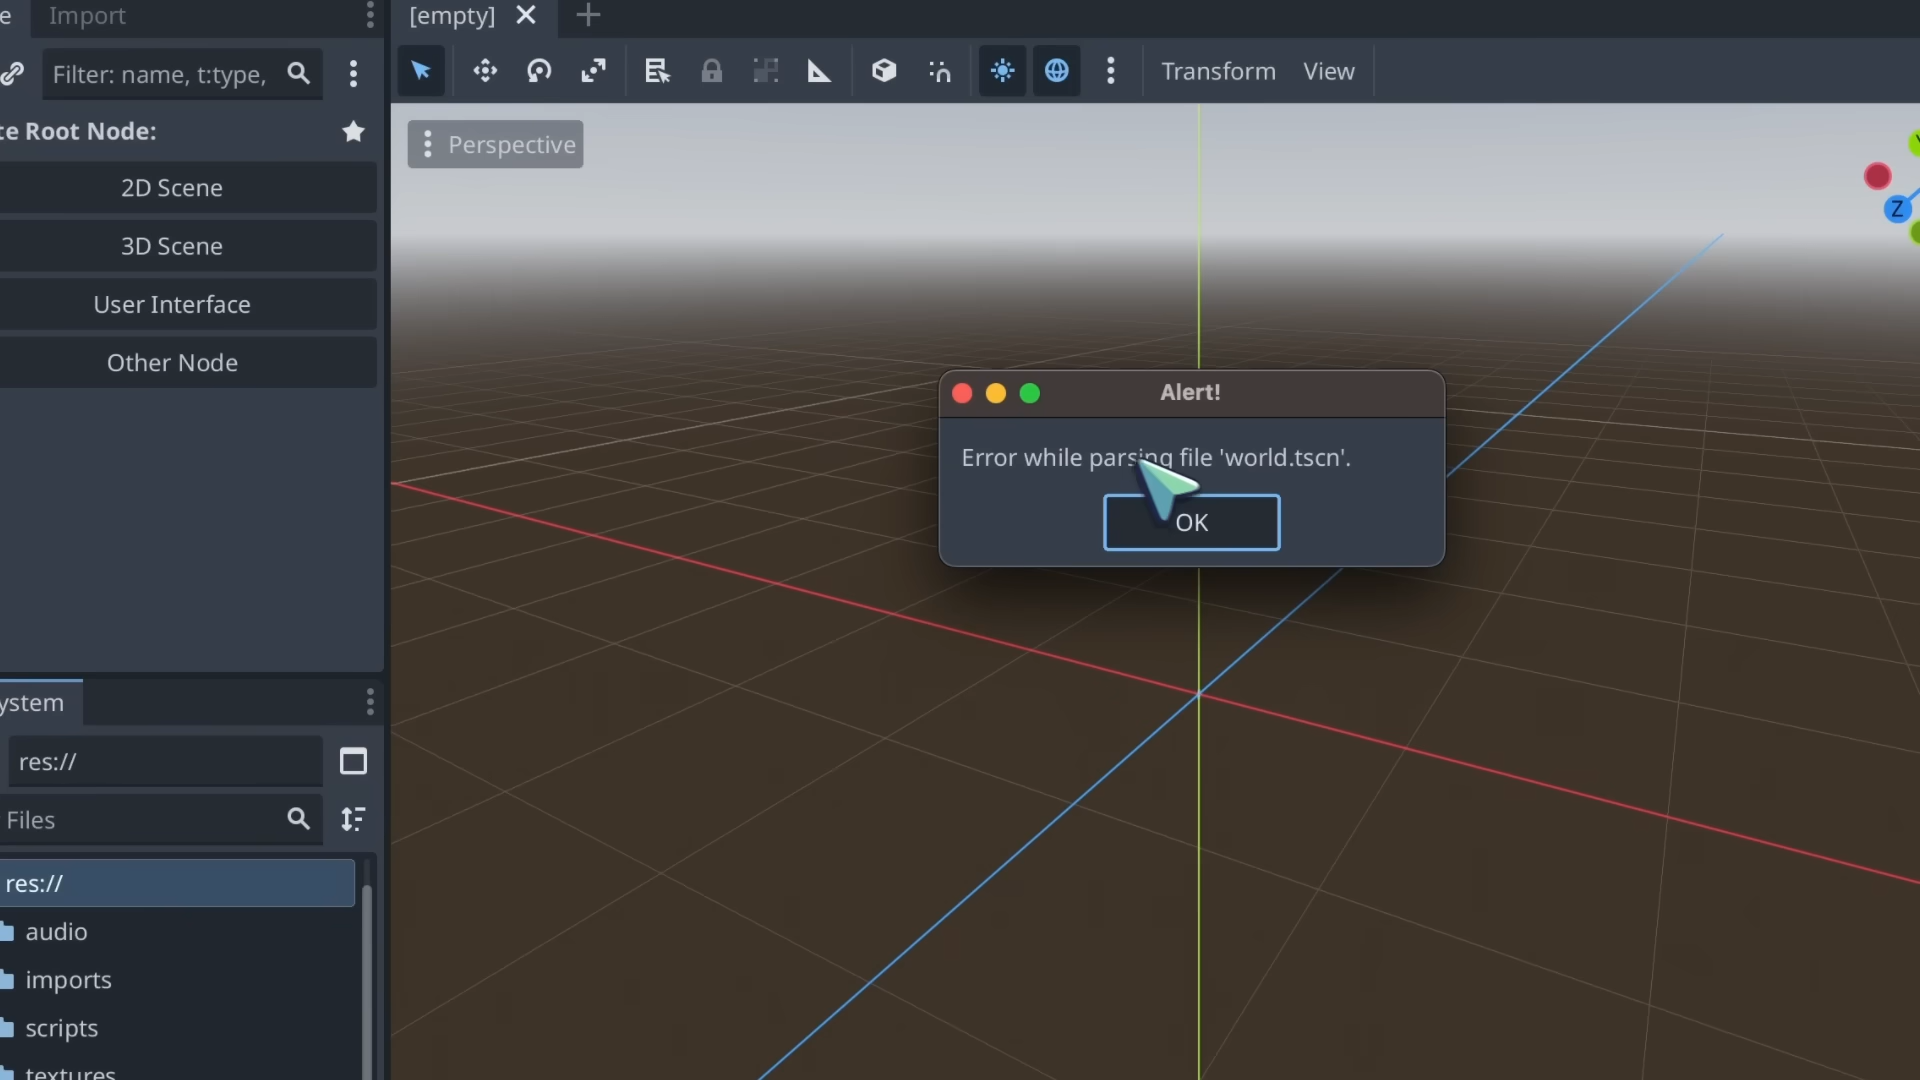 e Import
[empty]
Filter: name, t:type,
Transform View
te Root Node:
Perspective
2D Scene
3D Scene
User Interface
Other Node
Z
Alert!
Error while parsing file 'world.tscn'.
OK
ystem
res://
Files
res://
audio
imports
scripts
textures